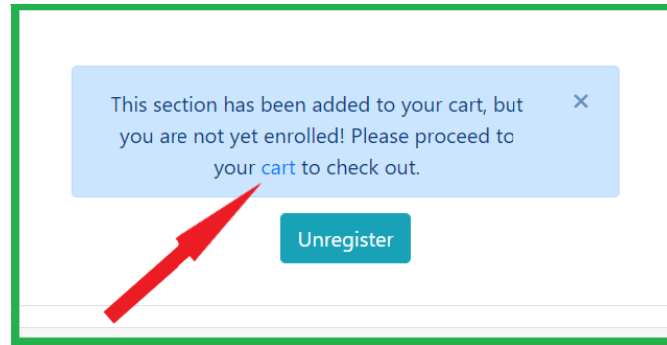 This section has been added to your cart, but
you are not yet enrolled! Please proceed to
your cart to check out.
Unregister